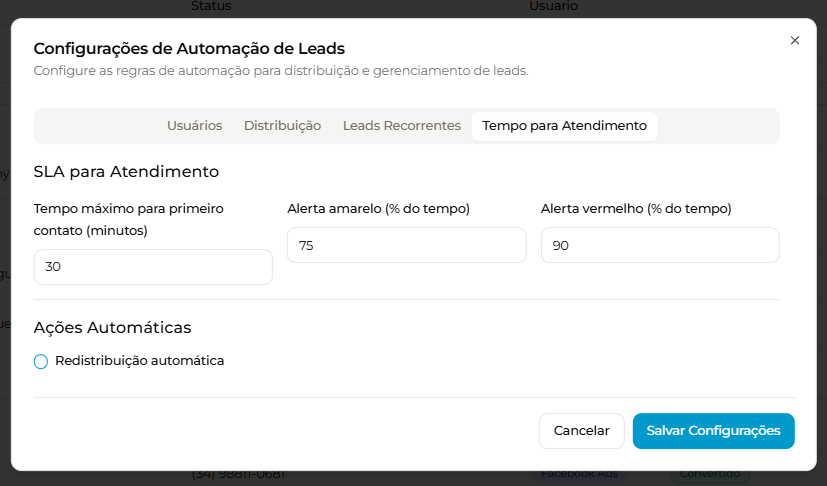 Status Usuario
Configurações de Automação de Leads
Configure as regras de automação para distribuição e gerenciamento de leads.
Usuários Distribuição Leads Recorrentes Tempo para Atendimento
SLA para Atendimento
Tempo máximo para primeiro
contato (minutos)
30
Alerta amarelo (% do tempo)
75
Alerta vermelho (% do tempo)
90
Ações Automáticas
Redistribuição automática
Cancelar Salvar Configurações
(34) 98811-0681 Facebook Ads Convertido